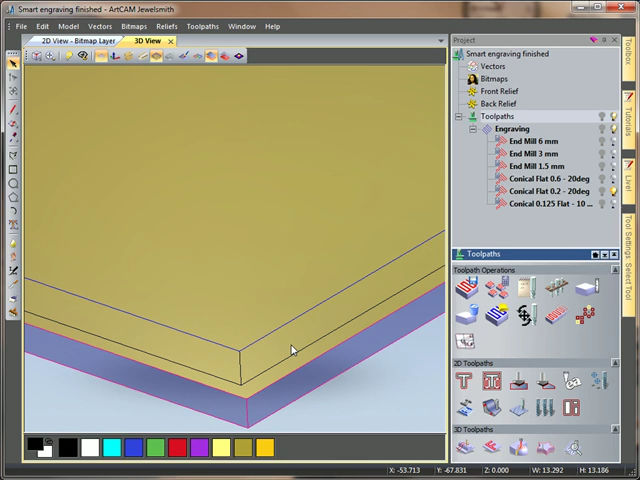 Smart engraving finished - ArtCAM Jewelsmith
File Edit Model Vectors Bitmaps Reliefs Toolpaths Window Help
2D View - Bitmap Layer 3D View
Project
Smart engraving finished
Vectors
Bitmaps
Front Relief
Back Relief
Toolpaths
Engraving
End Mill 6 mm
End Mill 3 mm
End Mill 1.5 mm
Conical Flat 0.6 - 20deg
Conical Flat 0.2 - 20deg
Conical 0.125 Flat - 10 ...
Toolpaths
Toolpath Operations
2D Toolpaths
3D Toolpaths
Toolbox
Tutorials
Live!
Tool Settings: Select Tool
X: -53.713 Y: -67.831 Z: 0.000 W: 13.292 H: 13.186